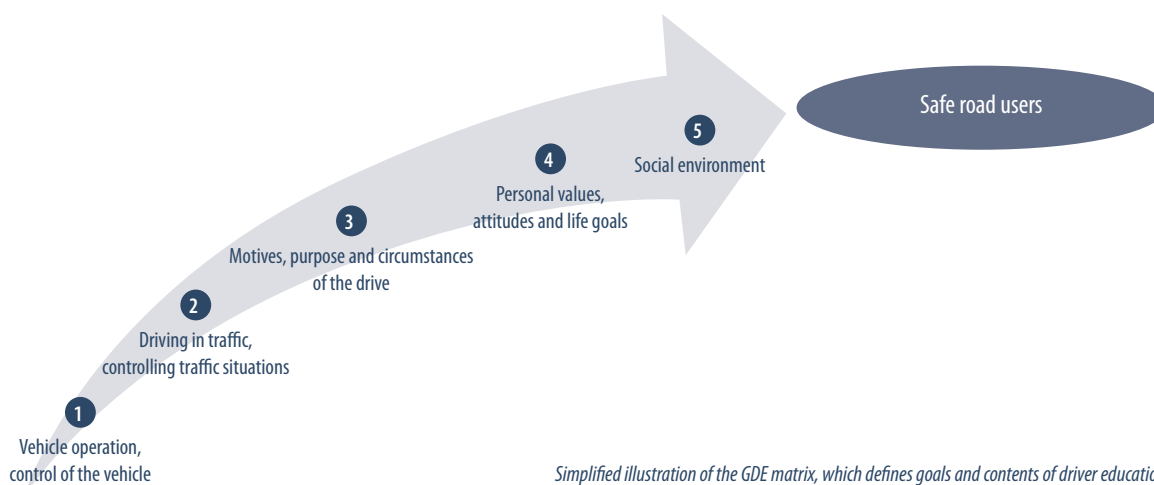 Safe road users
5
Social environment
4
Personal values,
attitudes and life goals
3
Motives, purpose and circumstances
of the drive
2
Driving in traffic,
controlling traffic situations
1
Vehicle operation,
control of the vehicle
Simplified illustration of the GDE matrix, which defines goals and contents of driver